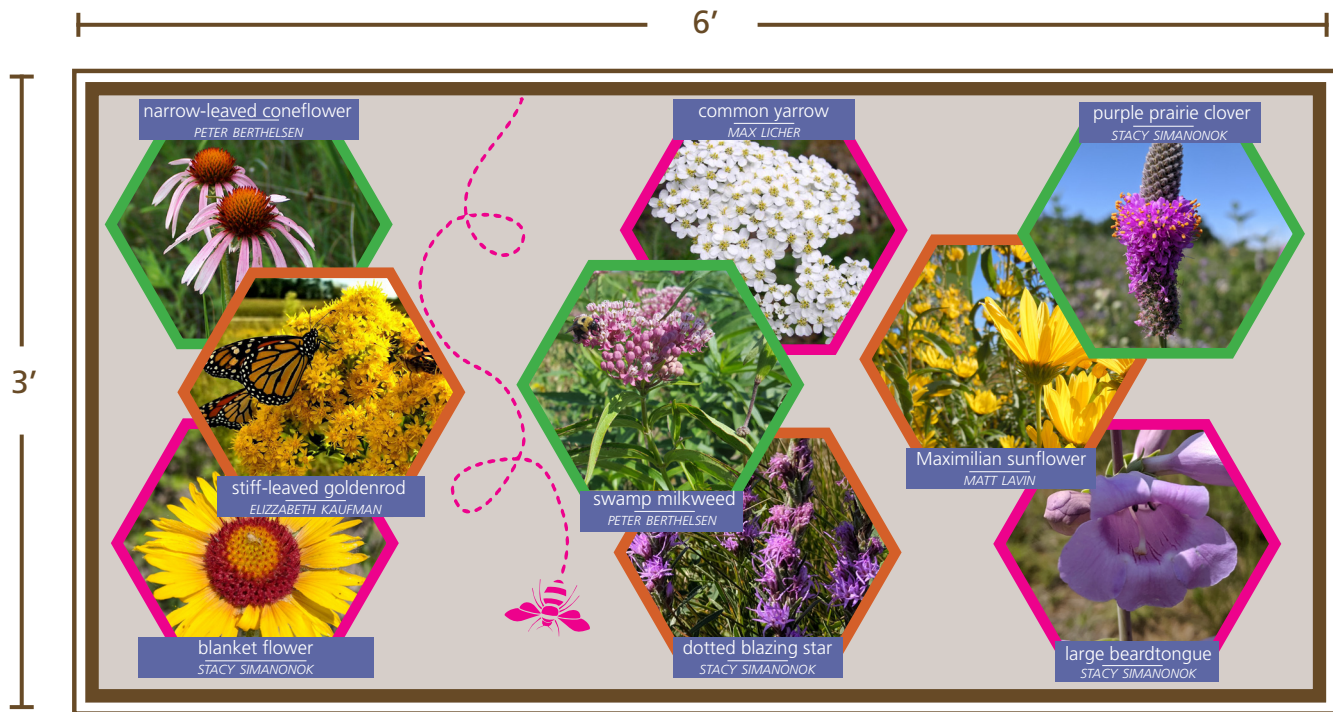 6’
3’
narrow-leaved coneflower
PETER BERTHELSEN
common yarrow
MAX LICHER
purple prairie clover
STACY SIMANONOK
stiff-leaved goldenrod
ELIZZABETH KAUFMAN
swamp milkweed
PETER BERTHELSEN
Maximilian sunflower
MATT LAVIN
blanket flower
STACY SIMANONOK
dotted blazing star
STACY SIMANONOK
large beardtongue
STACY SIMANONOK